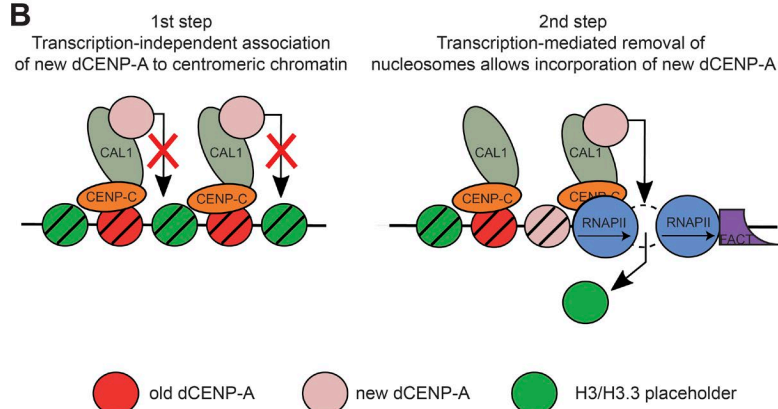 B
1st step
Transcription-independent association
of new dCENP-A to centromeric chromatin
2nd step
Transcription-mediated removal of
nucleosomes allows incorporation of new dCENP-A
CAL1
CAL1
CENP-C
CENP-C
CAL1
CAL1
CENP-C
CENP-C
RNAPII
RNAPII
FACT
old dCENP-A
new dCENP-A
H3/H3.3 placeholder